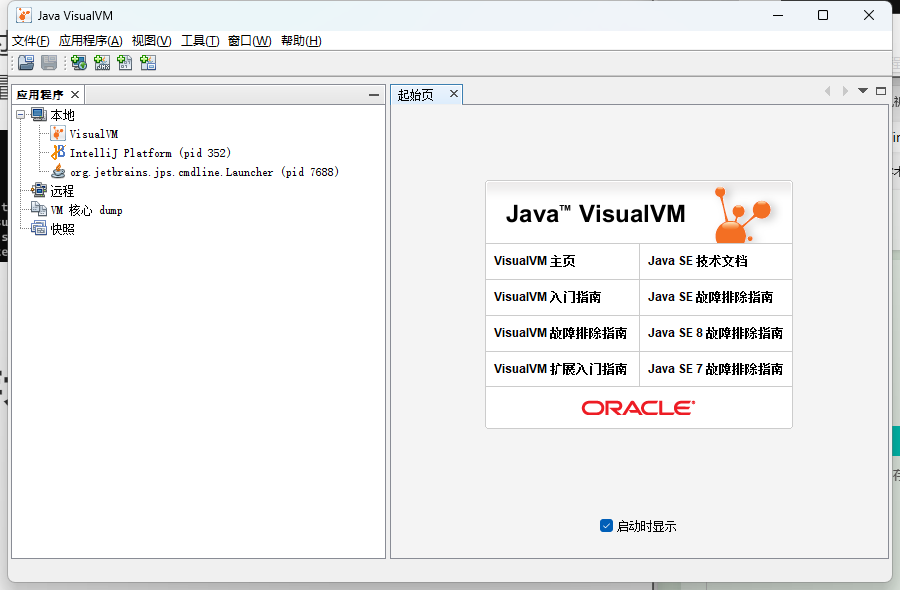 Java VisualVM
文件(F) 应用程序(A) 视图(V) 工具(T) 窗口(W) 帮助(H)
应用程序
本地
VisualVM
IntelliJ Platform (pid 352)
org.jetbrains.jps.cmdline.Launcher (pid 7688)
远程
VM 核心 dump
快照
起始页
Java™ VisualVM
VisualVM 主页 Java SE 技术文档
VisualVM 入门指南 Java SE 故障排除指南
VisualVM 故障排除指南 Java SE 8 故障排除指南
VisualVM 扩展入门指南 Java SE 7 故障排除指南
ORACLE
启动时显示